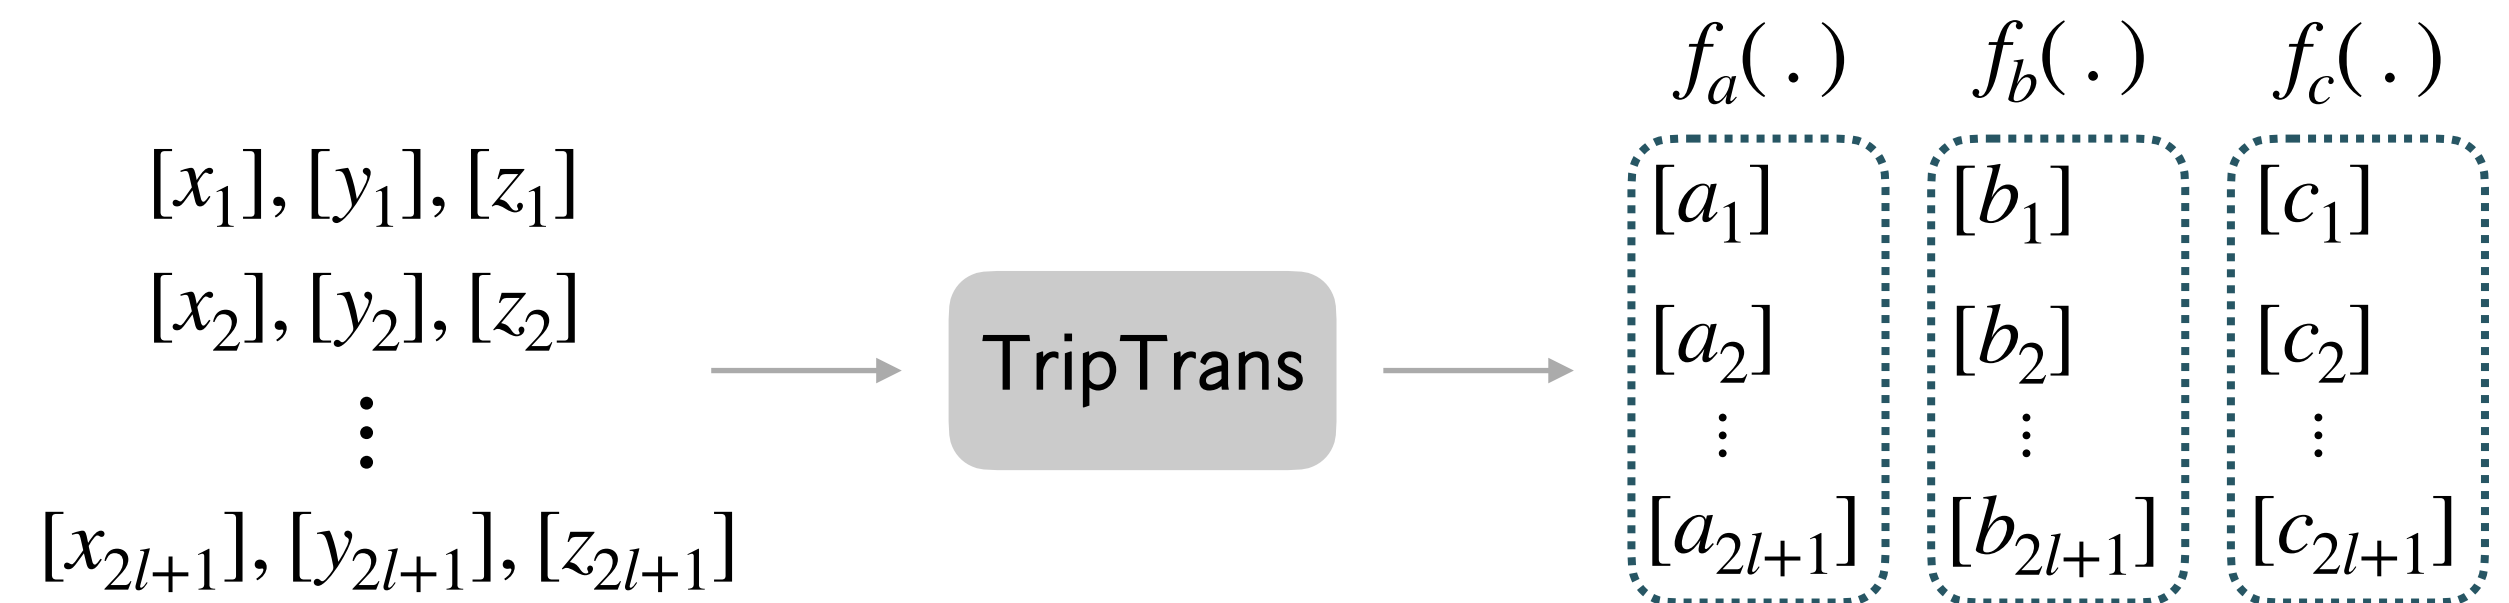 f_a(.) f_b(.) f_c(.)
[x_1], [y_1], [z_1] [a_1] [b_1] [c_1]
[x_2], [y_2], [z_2] [a_2] [b_2] [c_2]
TripTrans
⋮ ⋮ ⋮ ⋮
[x_{2l+1}], [y_{2l+1}], [z_{2l+1}] [a_{2l+1}] [b_{2l+1}] [c_{2l+1}]